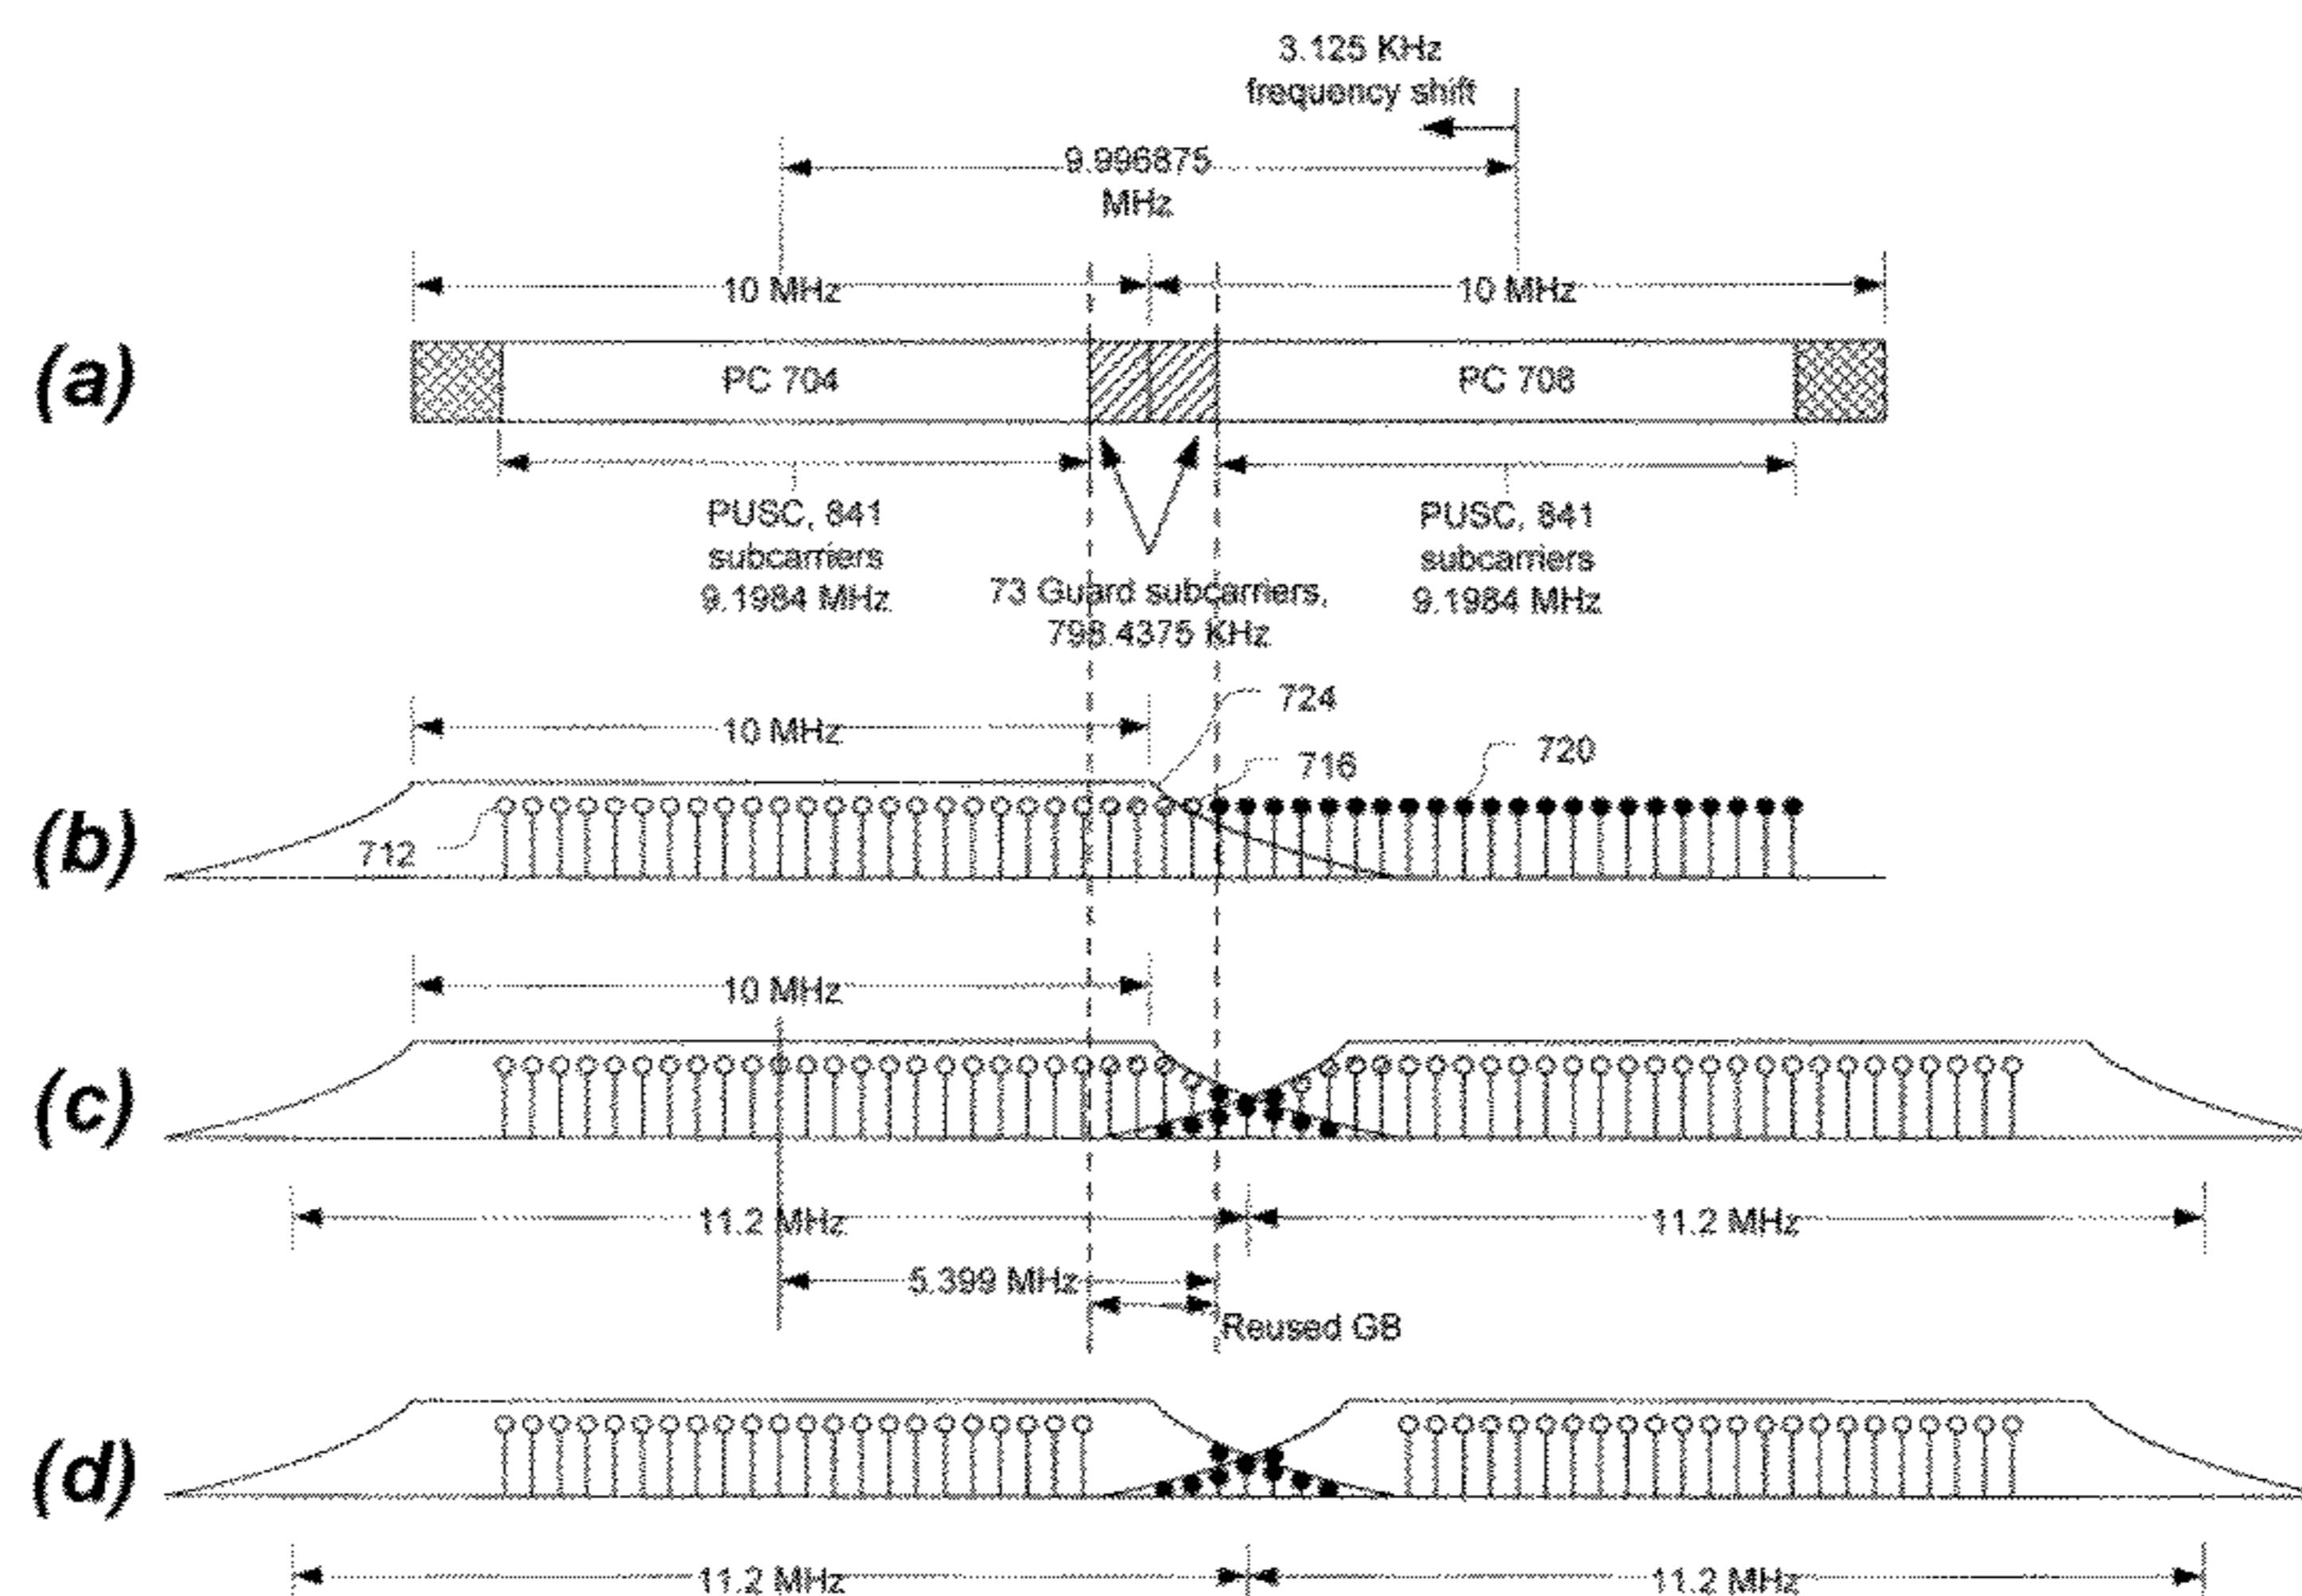 3.125 KHz
frequency shift
9.996875
MHz
10 MHz
10 MHz
(a)
PC 704
PC 708
PUSC, 841
subcarriers
9.1984 MHz
73 Guard subcarriers,
798.4375 KHz
PUSC, 841
subcarriers
9.1984 MHz
724
10 MHz
716
720
(b)
712
10 MHz
(c)
11.2 MHz
11.2 MHz
5.399 MHz
Reused GB
(d)
11.2 MHz
11.2 MHz